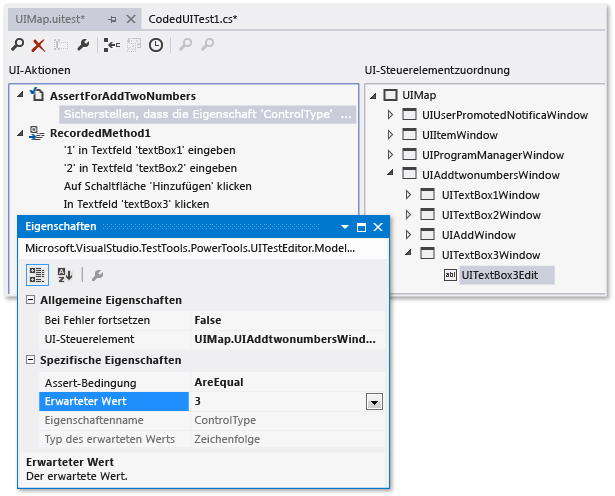 UIMap.uitest*
CodedUITest1.cs*
UI-Aktionen
AssertForAddTwoNumbers
Sicherstellen, dass die Eigenschaft 'ControlType' ...
RecordedMethod1
'1' in Textfeld 'textBox1' eingeben
'2' in Textfeld 'textBox2' eingeben
Auf Schaltfläche 'Hinzufügen' klicken
In Textfeld 'textBox3' klicken
UI-Steuerelementzuordnung
UIMap
UIUserPromotedNotificaWindow
UIItemWindow
UIProgramManagerWindow
UIAddtwonumbersWindow
UITextBox1Window
UITextBox2Window
UIAddWindow
UITextBox3Window
abl UITextBox3Edit
Eigenschaften
Microsoft.VisualStudio.TestTools.PowerTools.UITestEditor.Model...
Allgemeine Eigenschaften
Bei Fehler fortsetzen False
UI-Steuerelement UIMap.UIAddtwonumbersWind...
Spezifische Eigenschaften
Assert-Bedingung AreEqual
Erwarteter Wert 3
Eigenschaftenname ControlType
Typ des erwarteten Werts Zeichenfolge
Erwarteter Wert
Der erwartete Wert.